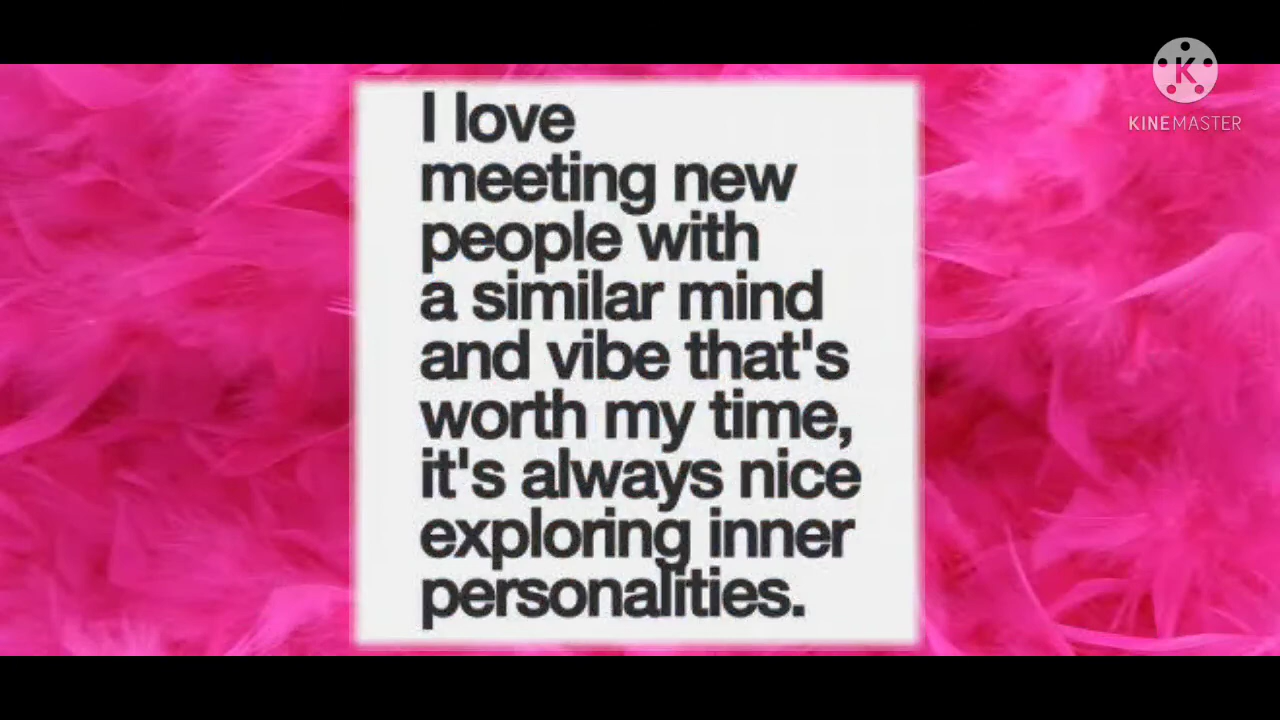 I love
meeting new
people with
a similar mind
and vibe that's
worth my time,
it's always nice
exploring inner
personalities.
K
KINEMASTER